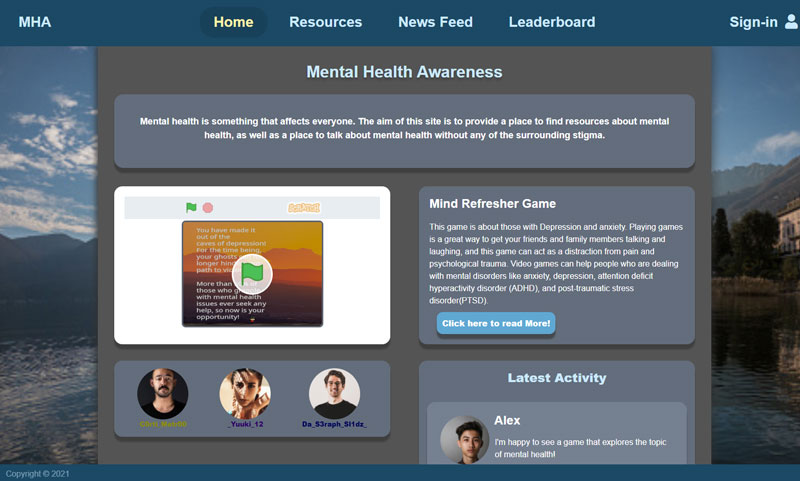 MHA
Home
Resources
News Feed
Leaderboard
Sign-in
Mental Health Awareness
Mental health is something that affects everyone. The aim of this site is to provide a place to find resources about mental
health, as well as a place to talk about mental health without any of the surrounding stigma.
SCRATCH
You have made it
out of the
caves of depression!
For the time being,
your ghosts
longer hin
path to vi
More than
those who
with mental health
issues ever seek any
help, so now is your
opportunity!
Mind Refresher Game
This game is about those with Depression and anxiety. Playing games
is a great way to get your friends and family members talking and
laughing, and this game can act as a distraction from pain and
psychological trauma. Video games can help people who are dealing
with mental disorders like anxiety, depression, attention deficit
hyperactivity disorder (ADHD), and post-traumatic stress
disorder(PTSD).
Click here to read More!
_Yuuki_12
Da_S3raph_Sl1dz_
Latest Activity
Alex
I'm happy to see a game that explores the topic
of mental health!
Copyright © 2021